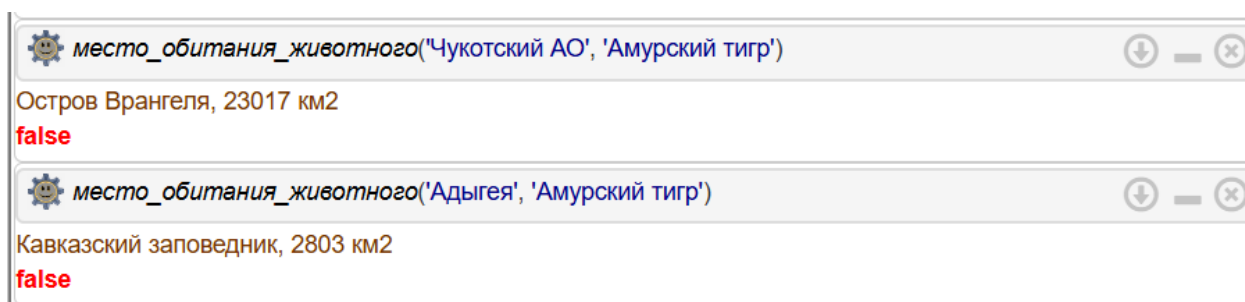 место_обитания_животного('Чукотский АО', 'Амурский тигр')
Остров Врангеля, 23017 км2
false
место_обитания_животного('Адыгея', 'Амурский тигр')
Кавказский заповедник, 2803 км2
false